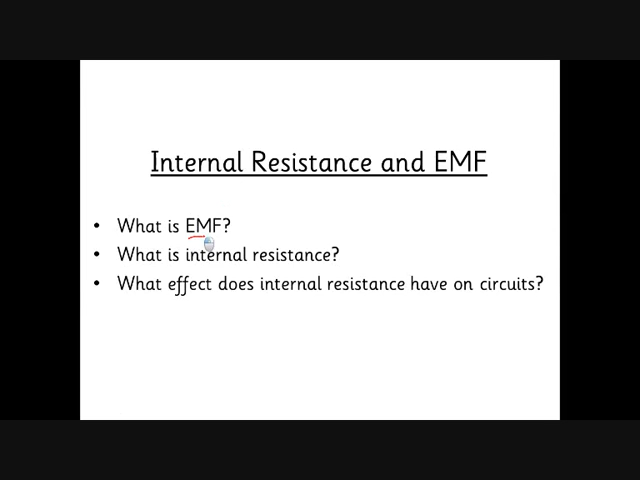 Internal Resistance and EMF
• What is EMF?
• What is internal resistance?
• What effect does internal resistance have on circuits?